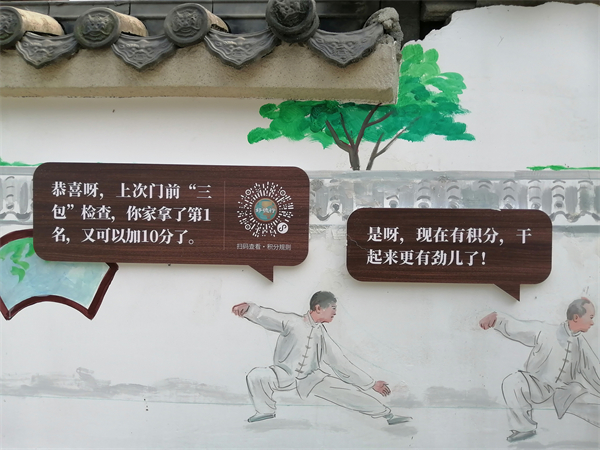 恭喜呀，上次门前“三
包”检查，你家拿了第1
名，又可以加10分了。
扫码查看·积分规则
是呀，现在有积分，干
起来更有劲儿了！